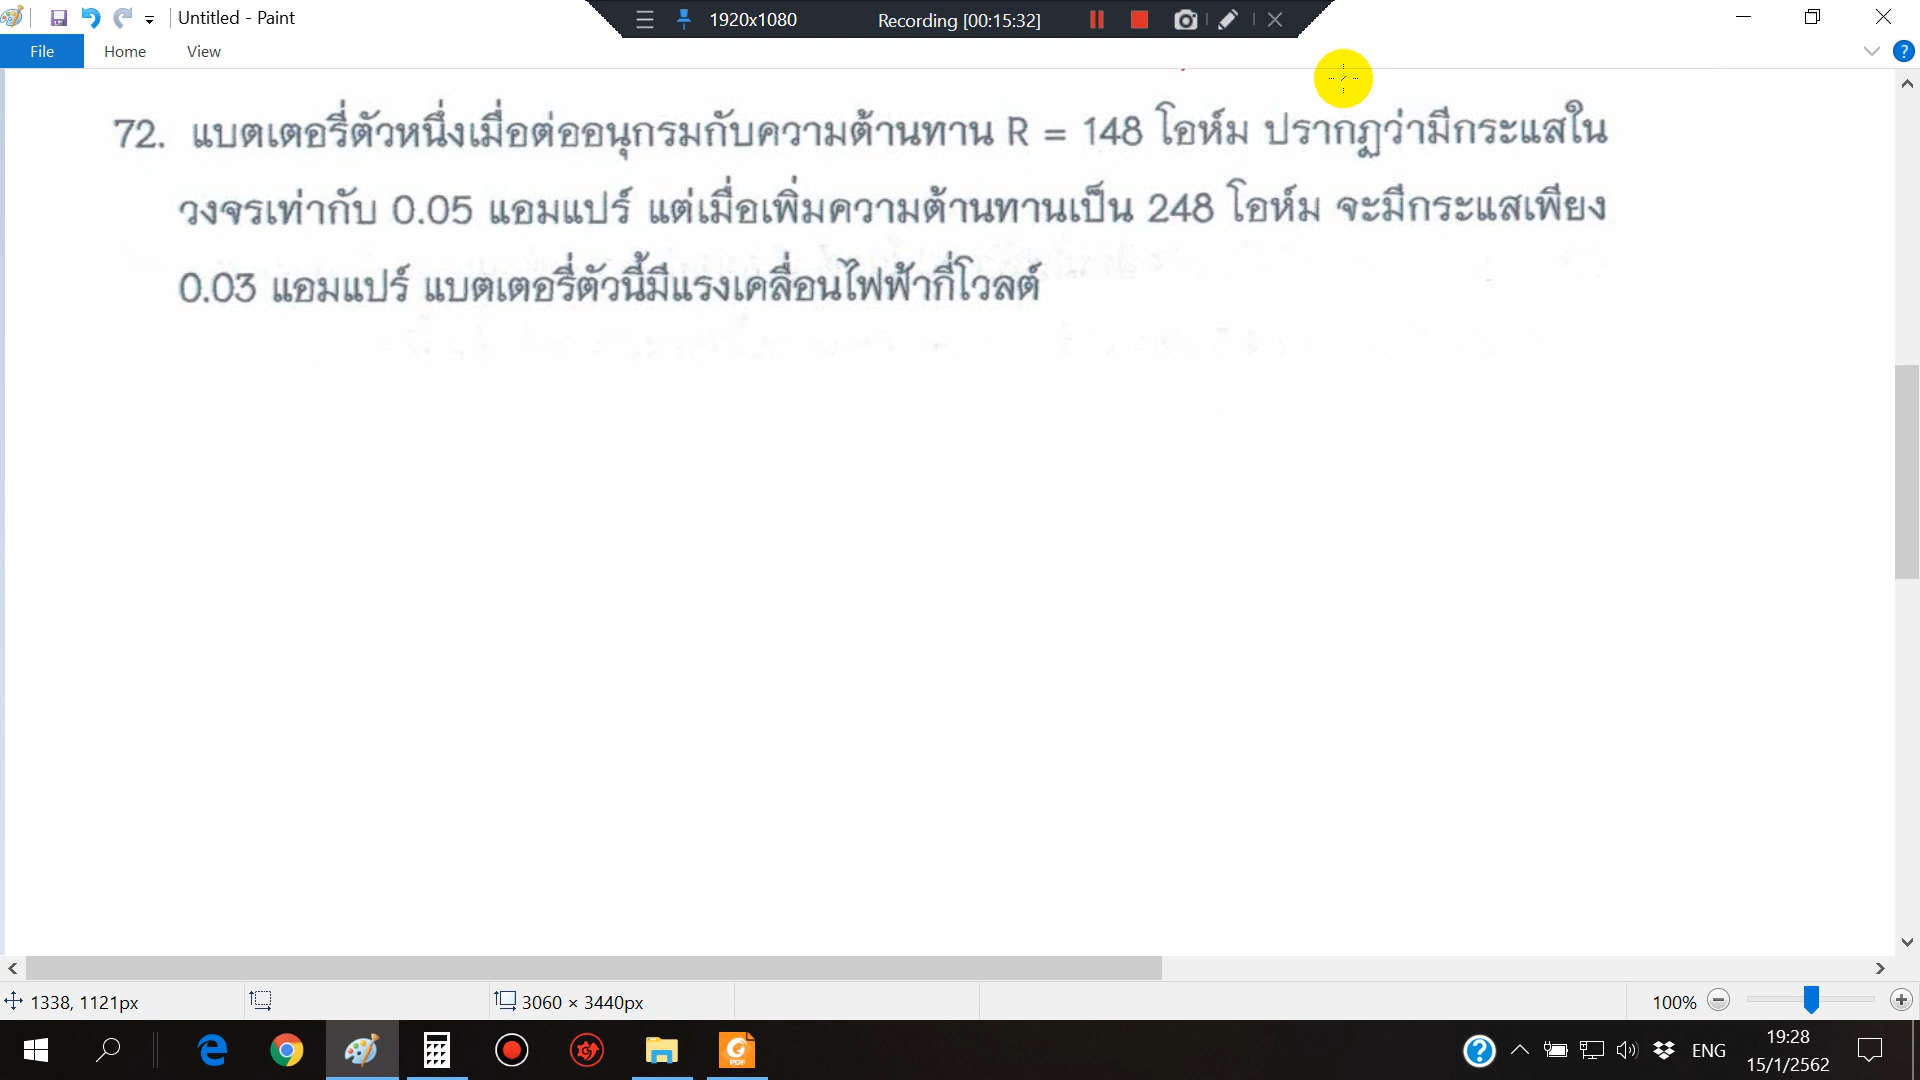 Untitled - Paint
1920x1080
Recording [00:15:32]
File
Home
View
72. แบตเตอรี่ตัวหนึ่งเมื่อต่ออนุกรมกับความต้านทาน R = 148 โอห์ม ปรากฏว่ามีกระแสใน
วงจรเท่ากับ 0.05 แอมแปร์ แต่เมื่อเพิ่มความต้านทานเป็น 248 โอห์ม จะมีกระแสเพียง
0.03 แอมแปร์ แบตเตอรี่ตัวนี้มีแรงเคลื่อนไฟฟ้ากี่โวลต์
1338, 1121px
3060 × 3440px
100%
PDF
ENG
19:28
15/1/2562